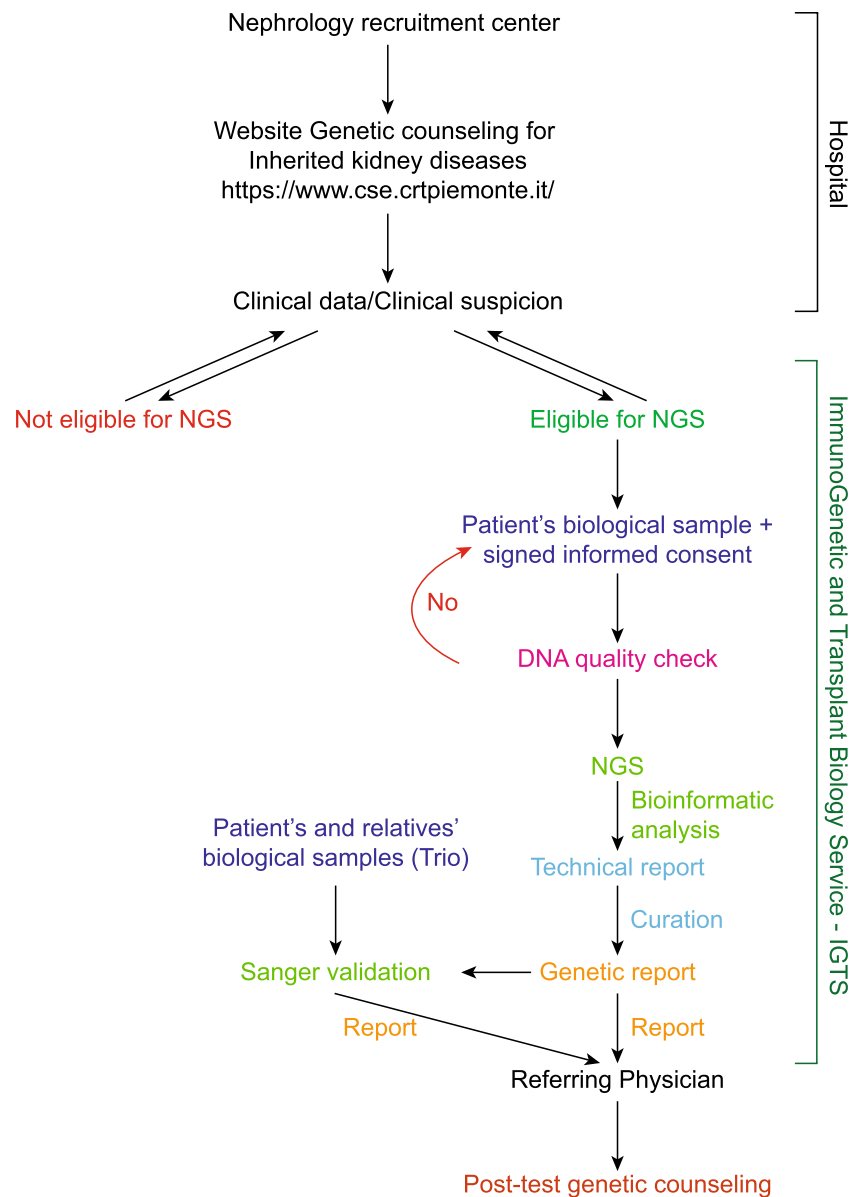 Nephrology recruitment center
Website Genetic counseling for
Inherited kidney diseases
https://www.cse.crtpiemonte.it/
Clinical data/Clinical suspicion
Hospital
Not eligible for NGS
Eligible for NGS
Patient's biological sample +
signed informed consent
No
DNA quality check
NGS
Bioinformatic
analysis
Patient's and relatives'
biological samples (Trio)
Technical report
Curation
Sanger validation
Genetic report
Report
Report
Referring Physician
Post-test genetic counseling
ImmunoGenetic and Transplant Biology Service - IGTS